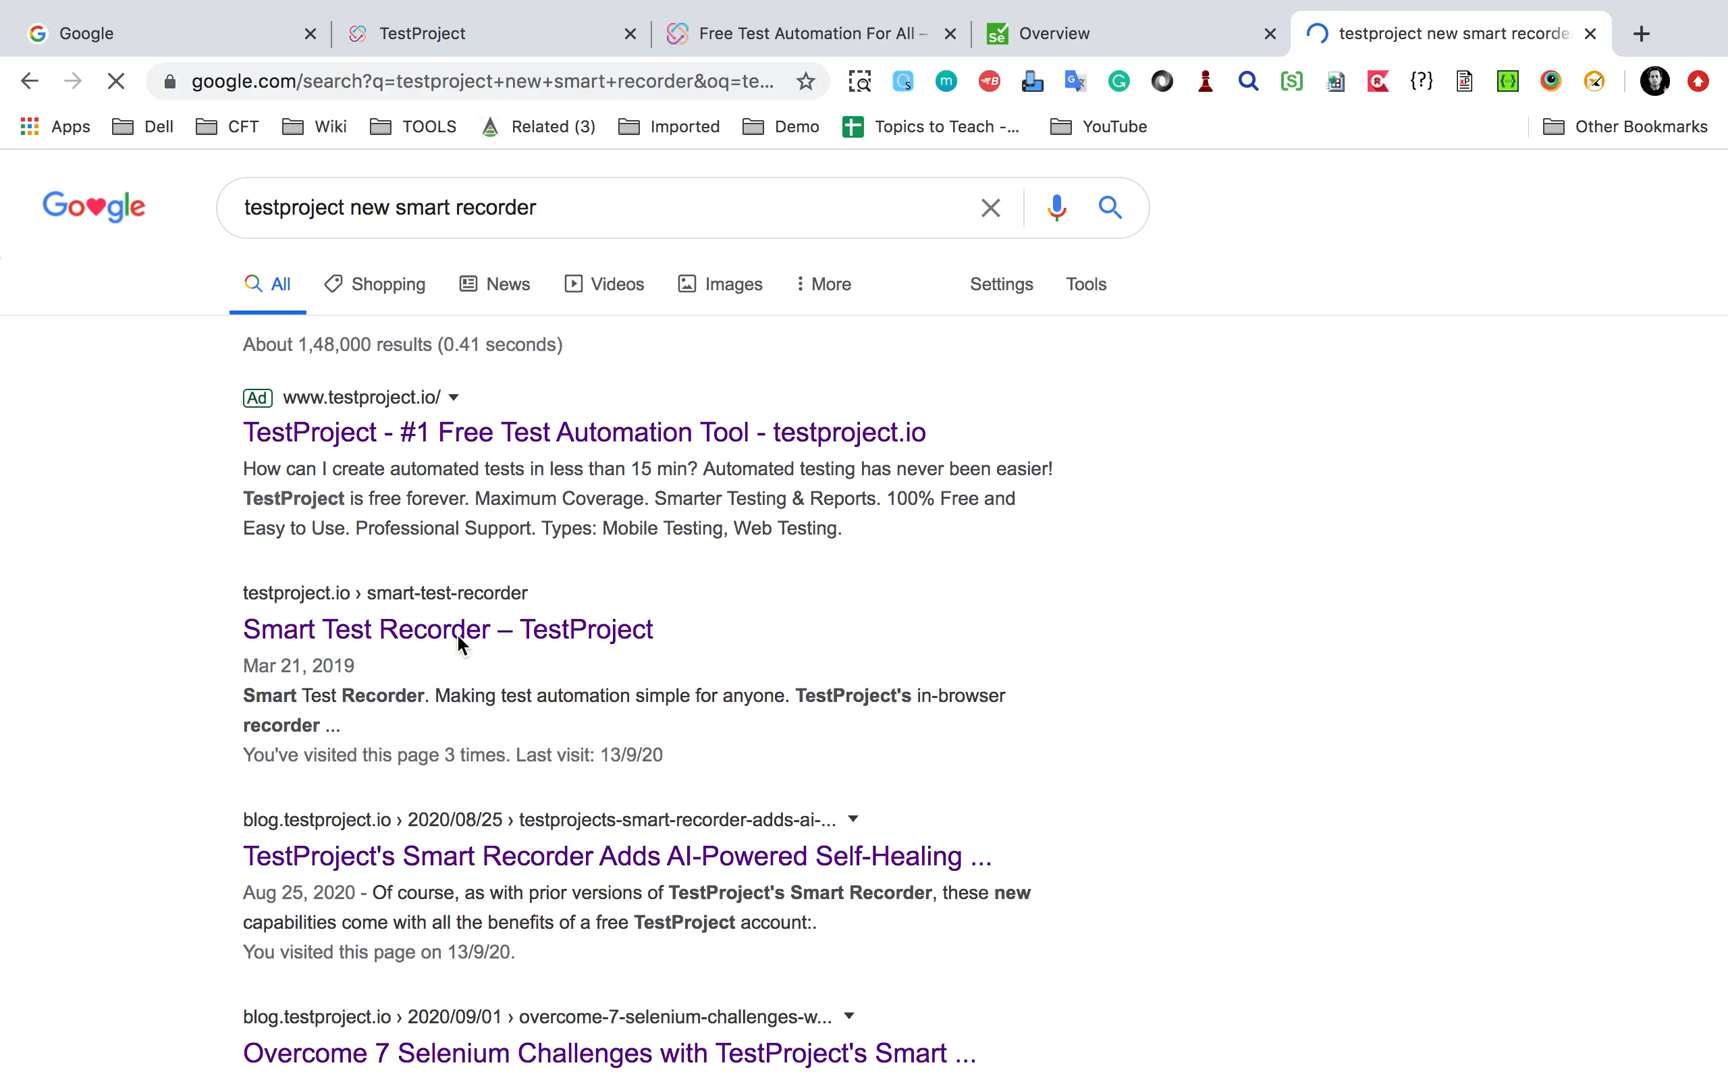 Google
TestProject
Free Test Automation For All –
Overview
testproject new smart recorde
google.com/search?q=testproject+new+smart+recorder&oq=te...
Apps
Dell
CFT
Wiki
TOOLS
Related (3)
Imported
Demo
Topics to Teach -...
YouTube
Other Bookmarks
testproject new smart recorder
All
Shopping
News
Videos
Images
More
Settings
Tools
About 1,48,000 results (0.41 seconds)
Ad www.testproject.io/
TestProject - #1 Free Test Automation Tool - testproject.io
How can I create automated tests in less than 15 min? Automated testing has never been easier!
TestProject is free forever. Maximum Coverage. Smarter Testing & Reports. 100% Free and
Easy to Use. Professional Support. Types: Mobile Testing, Web Testing.
testproject.io › smart-test-recorder
Smart Test Recorder – TestProject
Mar 21, 2019
Smart Test Recorder. Making test automation simple for anyone. TestProject's in-browser
recorder ...
You've visited this page 3 times. Last visit: 13/9/20
blog.testproject.io › 2020/08/25 › testprojects-smart-recorder-adds-ai-...
TestProject's Smart Recorder Adds AI-Powered Self-Healing ...
Aug 25, 2020 - Of course, as with prior versions of TestProject's Smart Recorder, these new
capabilities come with all the benefits of a free TestProject account:.
You visited this page on 13/9/20.
blog.testproject.io › 2020/09/01 › overcome-7-selenium-challenges-w...
Overcome 7 Selenium Challenges with TestProject's Smart ...